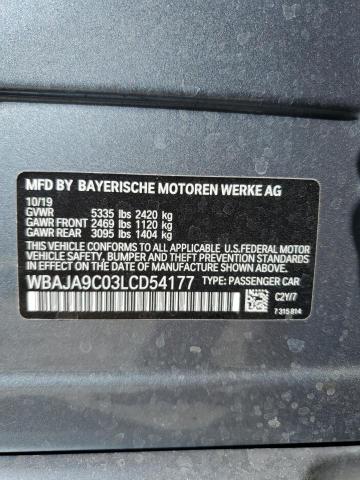 MFD BY BAYERISCHE MOTOREN WERKE AG
10/19
GVWR 5335 lbs 2420 kg
GAWR FRONT 2469 lbs 1120 kg
GAWR REAR 3095 lbs 1404 kg
THIS VEHICLE CONFORMS TO ALL APPLICABLE U.S. FEDERAL
MOTOR VEHICLE SAFETY, BUMPER, AND THEFT PREVENTION
STANDARDS IN EFFECT ON THE DATE OF MANUFACTURE SHOWN ABOVE.
WBAJA9C03LCD54177 TYPE: PASSENGER CAR
C2Y/7
7 315 814